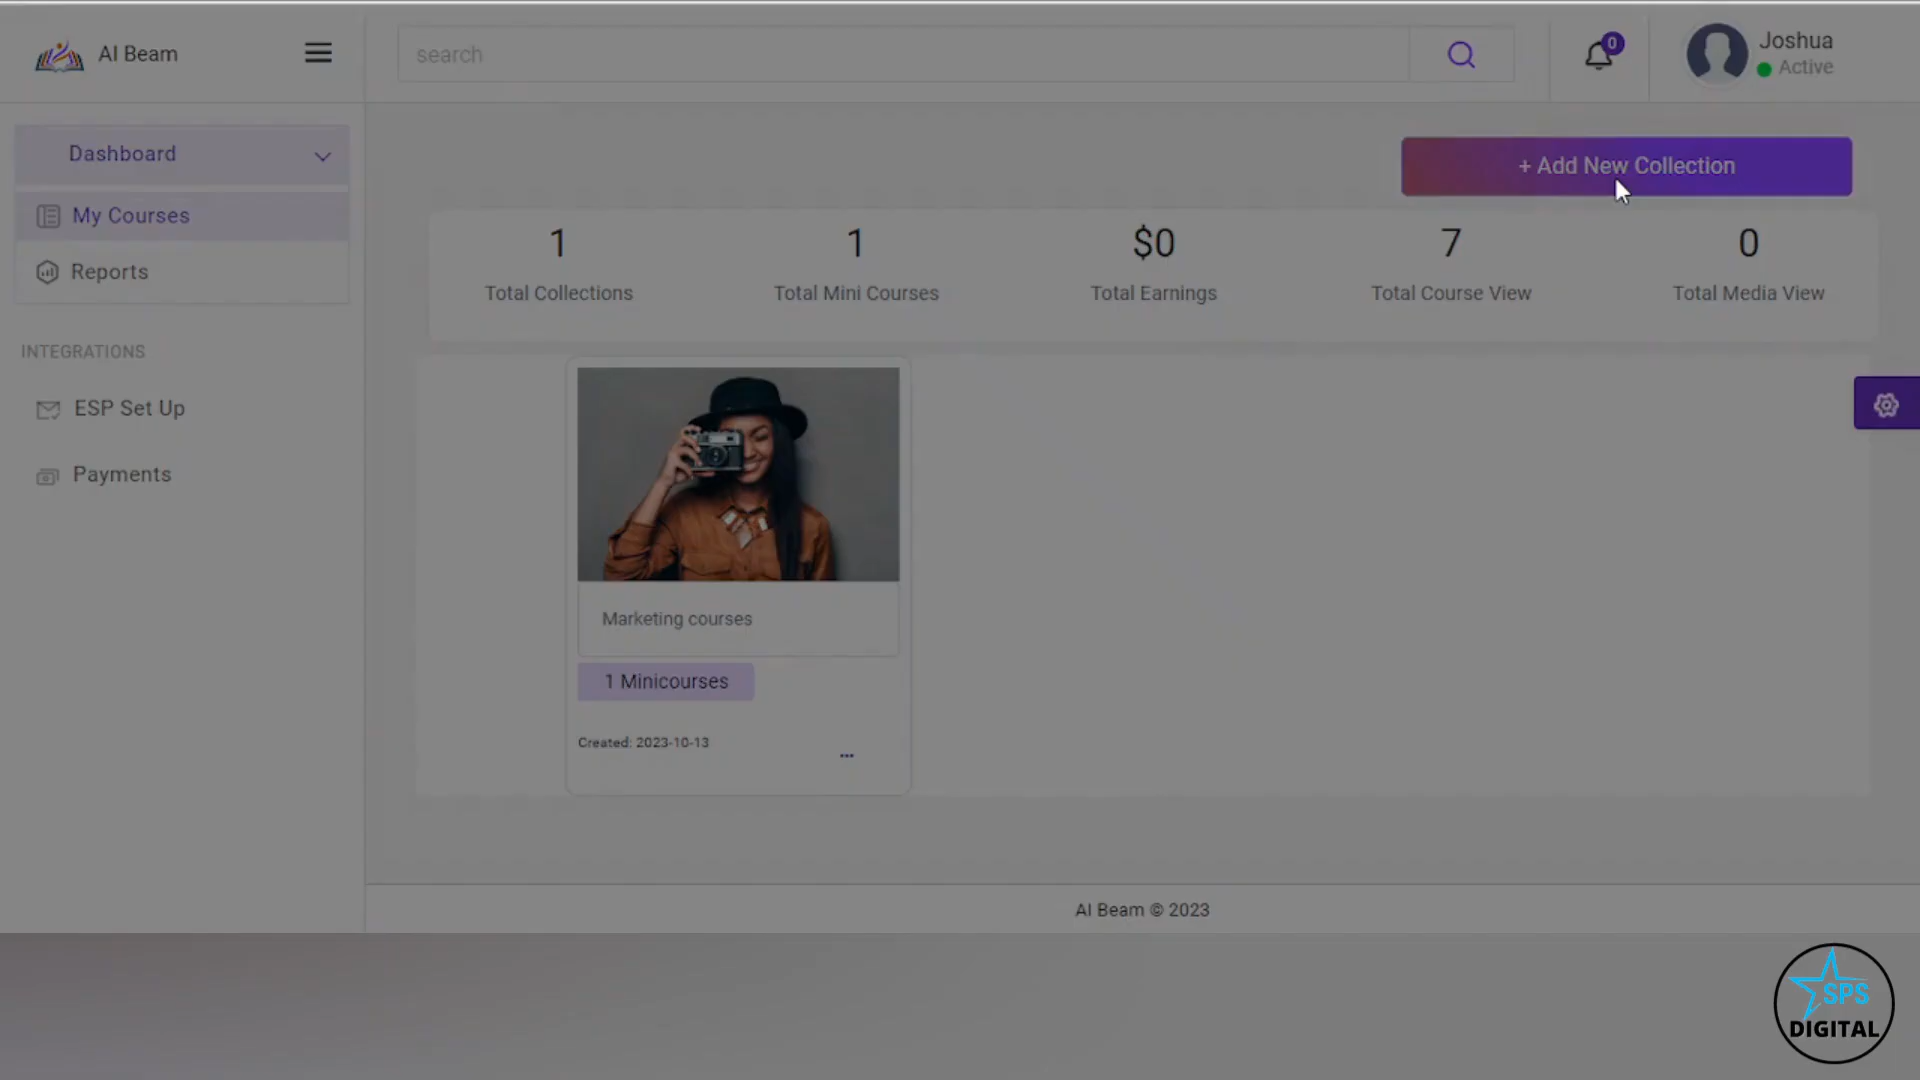 AI Beam
search
0
Joshua
Active
Dashboard
My Courses
Reports
INTEGRATIONS
ESP Set Up
Payments
+ Add New Collection
1
Total Collections
1
Total Mini Courses
$0
Total Earnings
7
Total Course View
0
Total Media View
Marketing courses
1 Minicourses
Created: 2023-10-13
...
AI Beam © 2023
SPS
DIGITAL